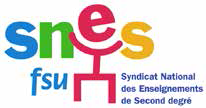 snes
fsu
Syndicat National
des Enseignements
de Second degré